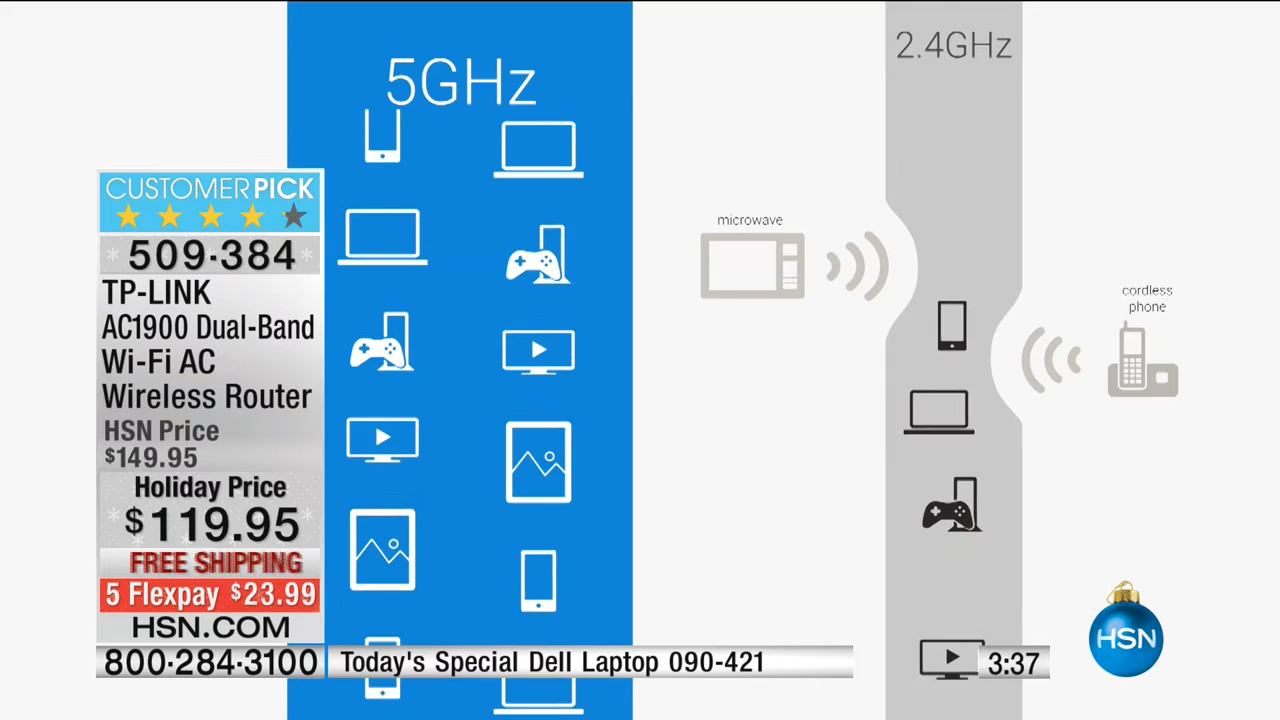 5GHz
2.4GHz
CUSTOMER PICK
509·384
TP-LINK
AC1900 Dual-Band
Wi-Fi AC
Wireless Router
HSN Price
$149.95
Holiday Price
$119.95
FREE SHIPPING
5 Flexpay $23.99
HSN.COM
800·284·3100
microwave
cordless
phone
HSN
Today's Special Dell Laptop 090-421
3:37